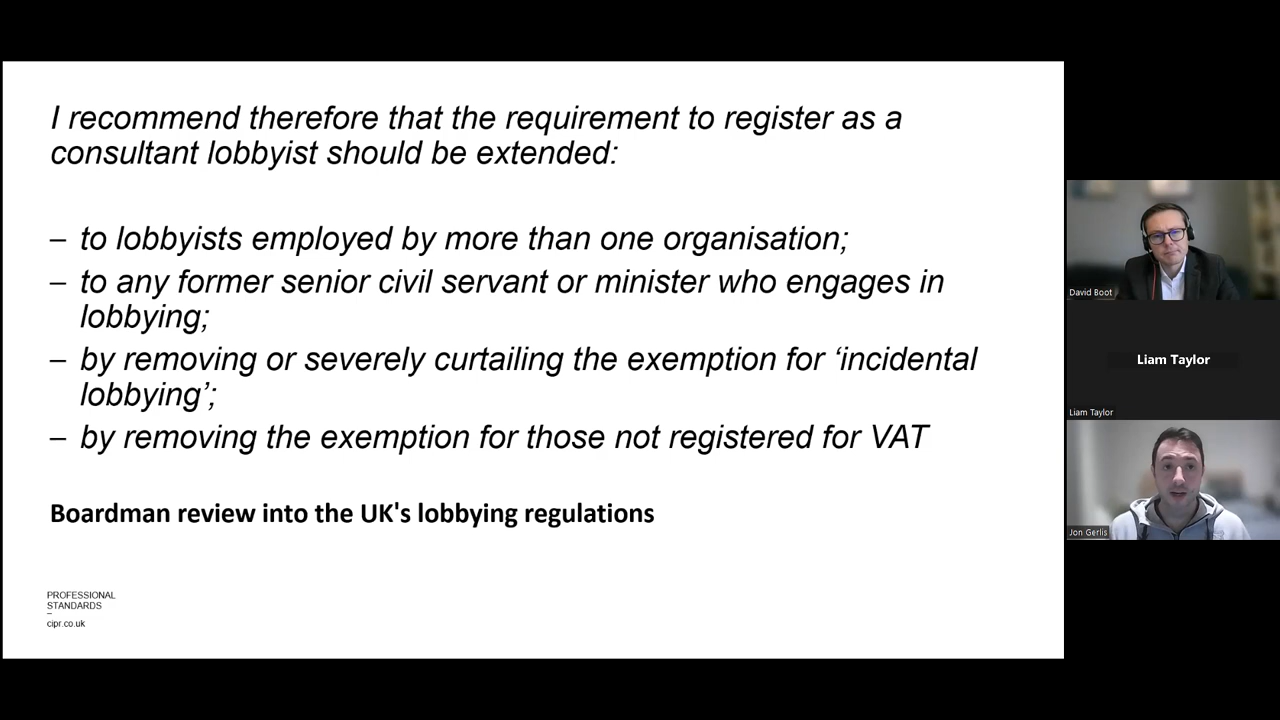 I recommend therefore that the requirement to register as a
consultant lobbyist should be extended:
– to lobbyists employed by more than one organisation;
– to any former senior civil servant or minister who engages in
lobbying;
– by removing or severely curtailing the exemption for ‘incidental
lobbying’;
– by removing the exemption for those not registered for VAT
Boardman review into the UK's lobbying regulations
PROFESSIONAL
STANDARDS
–
cipr.co.uk
David Boot
Liam Taylor
Liam Taylor
Jon Gerlis